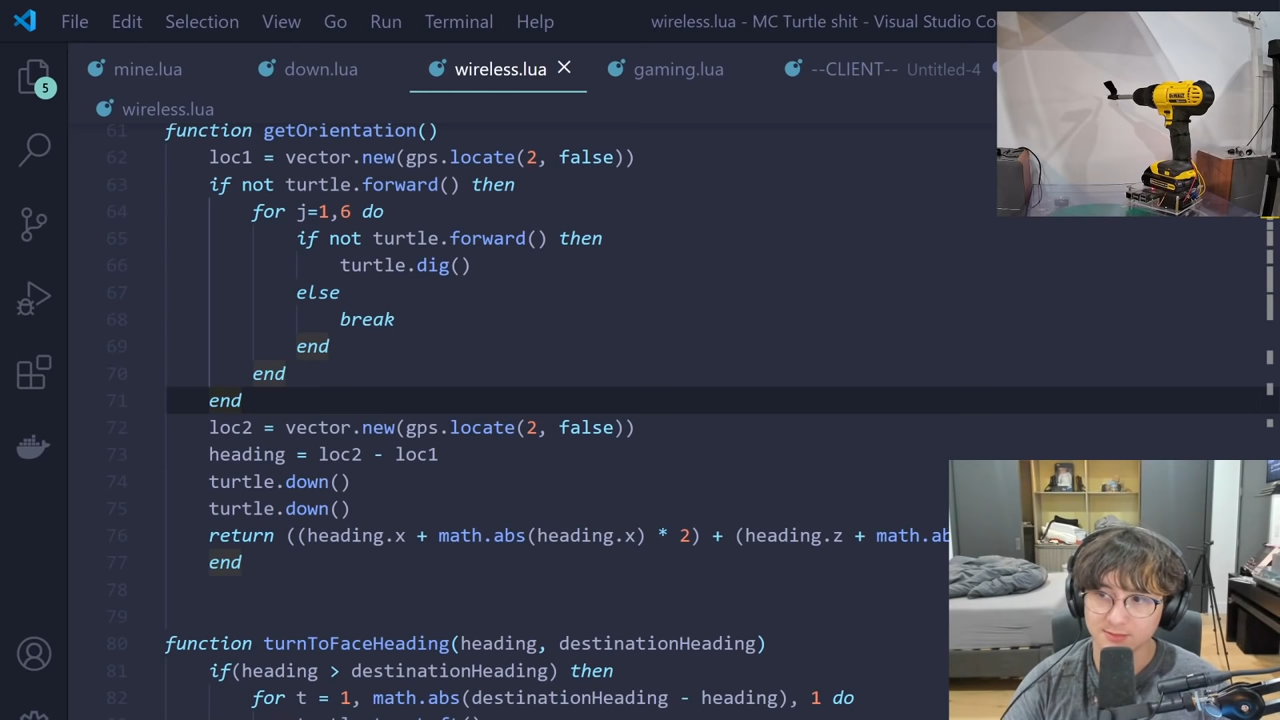 File Edit Selection View Go Run Terminal Help wireless.lua - MC Turtle shit - Visual Studio Co
5 mine.lua down.lua wireless.lua gaming.lua --CLIENT-- Untitled-4
wireless.lua
61 function getOrientation()
62 loc1 = vector.new(gps.locate(2, false))
63 if not turtle.forward() then
64 for j=1,6 do
65 if not turtle.forward() then
66 turtle.dig()
67 else
68 break
69 end
70 end
71 end
72 loc2 = vector.new(gps.locate(2, false))
73 heading = loc2 - loc1
74 turtle.down()
75 turtle.down()
76 return ((heading.x + math.abs(heading.x) * 2) + (heading.z + math.ab
77 end
78
79
80 function turnToFaceHeading(heading, destinationHeading)
81 if(heading > destinationHeading) then
82 for t = 1, math.abs(destinationHeading - heading), 1 do
DEWALT